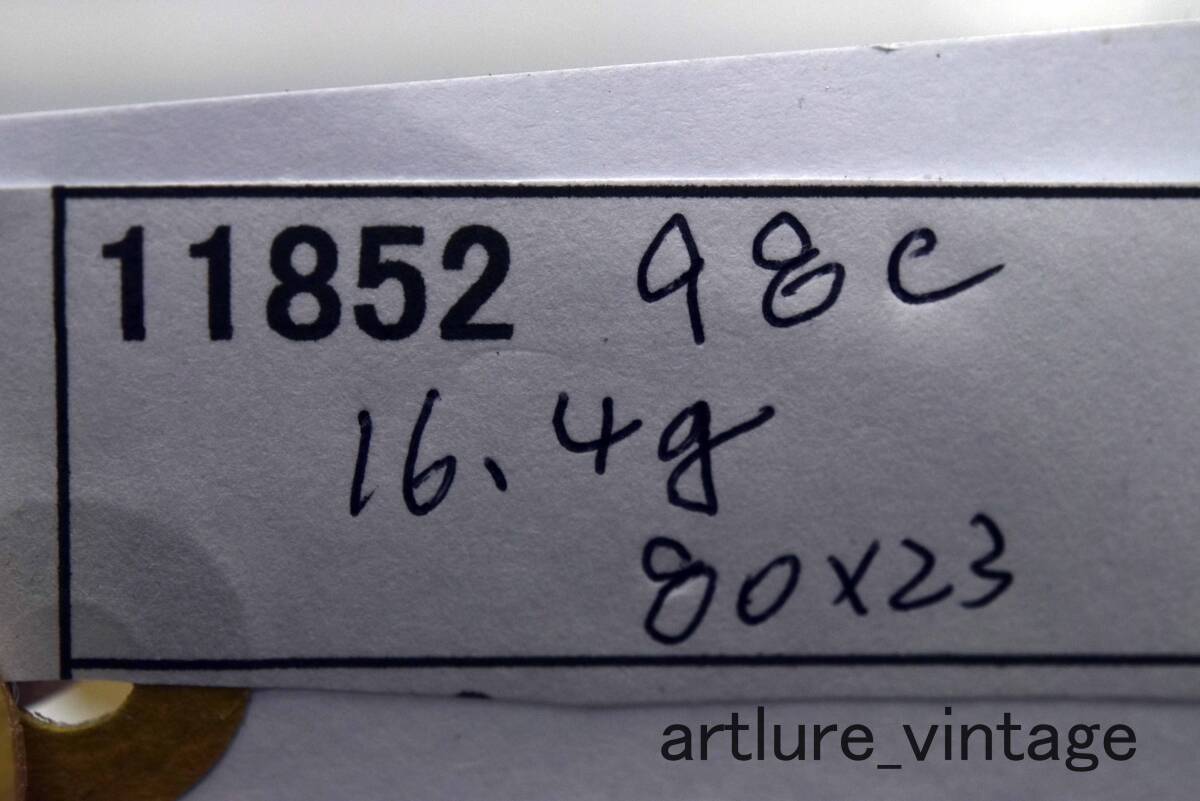 11852 98c
16.4g
80x23
artlure_vintage